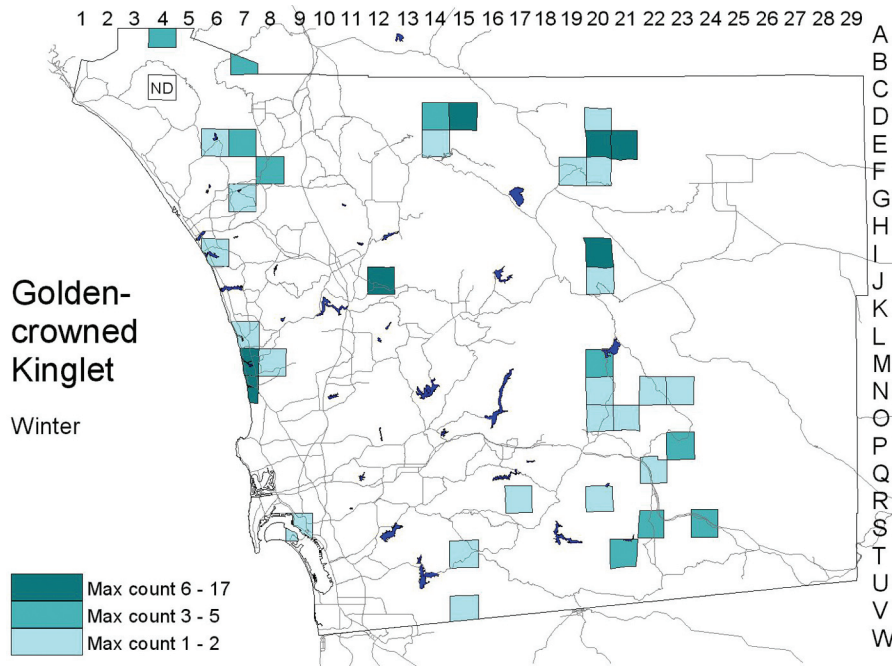 1 2 3 4 5 6 7 8 9 10 11 12 13 14 15 16 17 18 19 20 21 22 23 24 25 26 27 28 29
A
B
C
D
E
F
G
H
I
J
K
L
M
N
O
P
Q
R
S
T
U
V
W
ND
Golden-
crowned
Kinglet
Winter
Max count 6 - 17
Max count 3 - 5
Max count 1 - 2